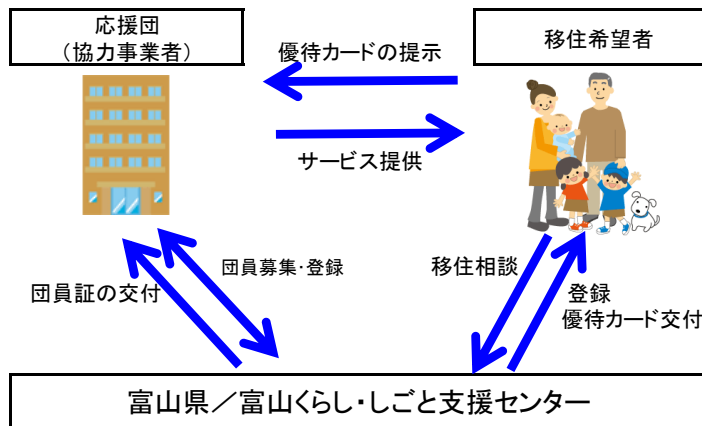 応援団
（協力事業者）
移住希望者
優待カードの提示
サービス提供
団員募集・登録
団員証の交付
移住相談
登録
優待カード交付
富山県／富山くらし・しごと支援センター